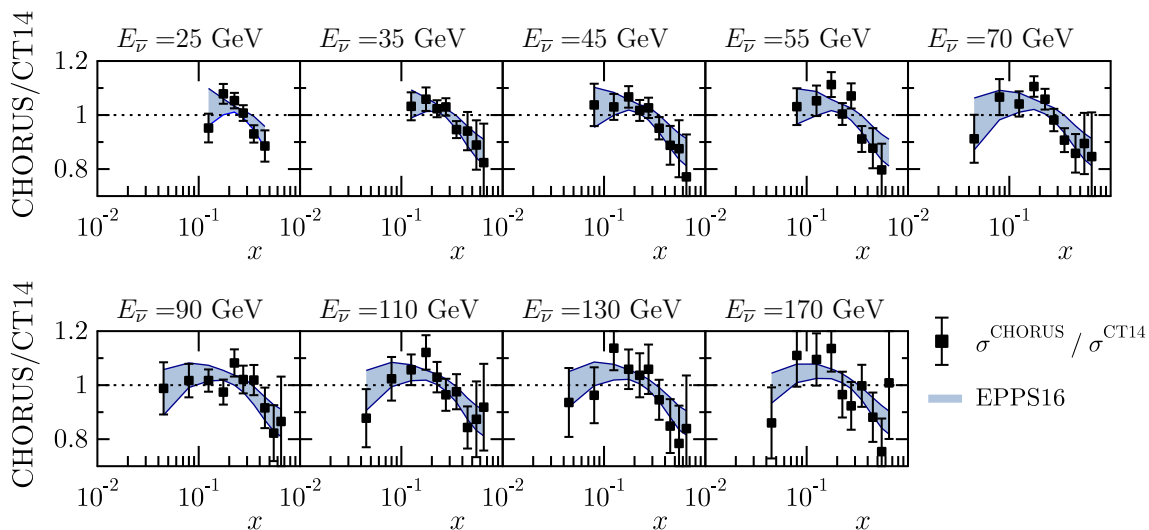 E_ν̅ =25 GeV E_ν̅ =35 GeV E_ν̅ =45 GeV E_ν̅ =55 GeV E_ν̅ =70 GeV
CHORUS/CT14
1.2
1
0.8
10⁻² 10⁻¹ 10⁻² 10⁻¹ 10⁻² 10⁻¹ 10⁻² 10⁻¹ 10⁻² 10⁻¹
x x x x x
E_ν̅ =90 GeV E_ν̅ =110 GeV E_ν̅ =130 GeV E_ν̅ =170 GeV
CHORUS/CT14
1.2
1
0.8
10⁻² 10⁻¹ 10⁻² 10⁻¹ 10⁻² 10⁻¹ 10⁻² 10⁻¹
x x x x
σ^CHORUS / σ^CT14
EPPS16